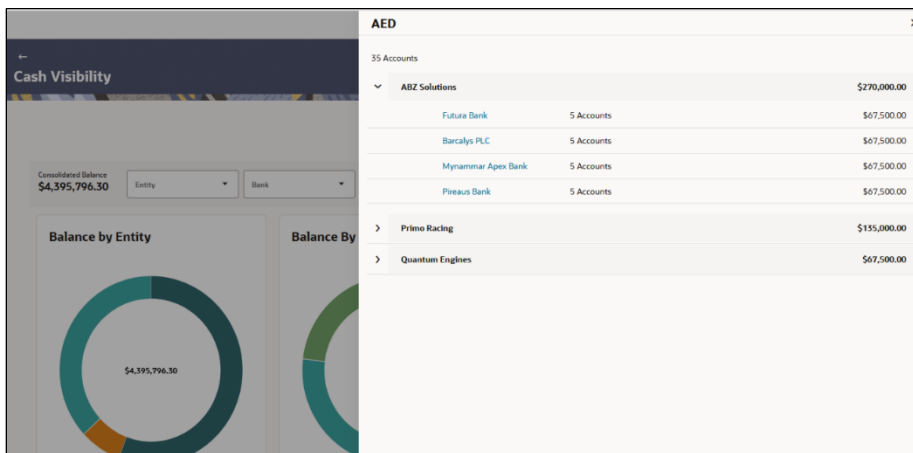 ←
Cash Visibility
Consolidated Balance
$4,395,796.30
Entity
Bank
Balance by Entity
Balance By
$4,395,796.30
AED
35 Accounts
ABZ Solutions $270,000.00
Futura Bank 5 Accounts $67,500.00
Barcalys PLC 5 Accounts $67,500.00
Mynammar Apex Bank 5 Accounts $67,500.00
Pireaus Bank 5 Accounts $67,500.00
Primo Racing $135,000.00
Quantum Engines $67,500.00